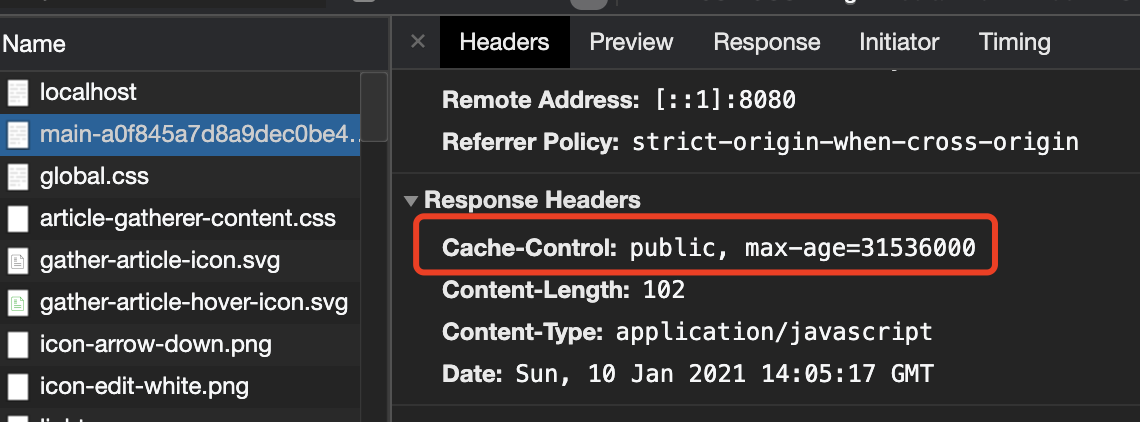 Name
localhost
main-a0f845a7d8a9dec0be4..
global.css
article-gatherer-content.css
gather-article-icon.svg
gather-article-hover-icon.svg
icon-arrow-down.png
icon-edit-white.png
× Headers Preview Response Initiator Timing
Remote Address: [::1]:8080
Referrer Policy: strict-origin-when-cross-origin
Response Headers
Cache-Control: public, max-age=31536000
Content-Length: 102
Content-Type: application/javascript
Date: Sun, 10 Jan 2021 14:05:17 GMT